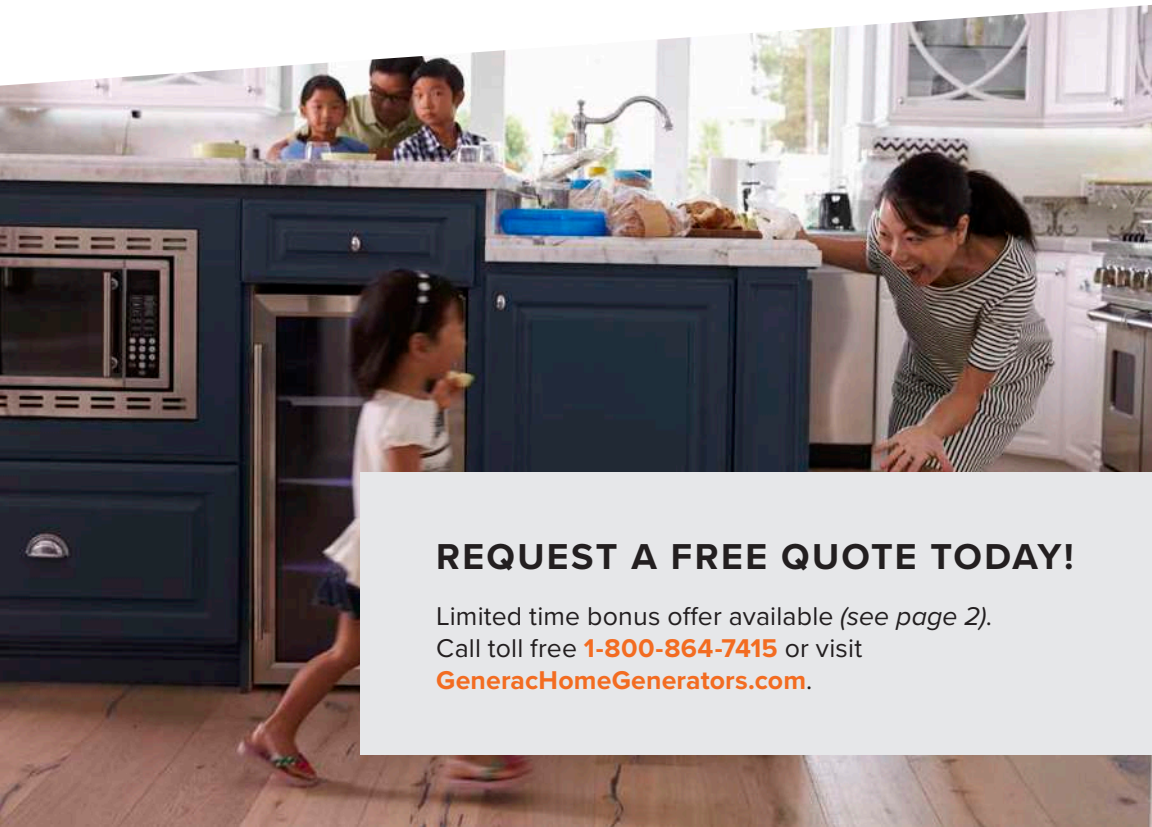 REQUEST A FREE QUOTE TODAY!
Limited time bonus offer available (see page 2).
Call toll free 1-800-864-7415 or visit
GeneracHomeGenerators.com.